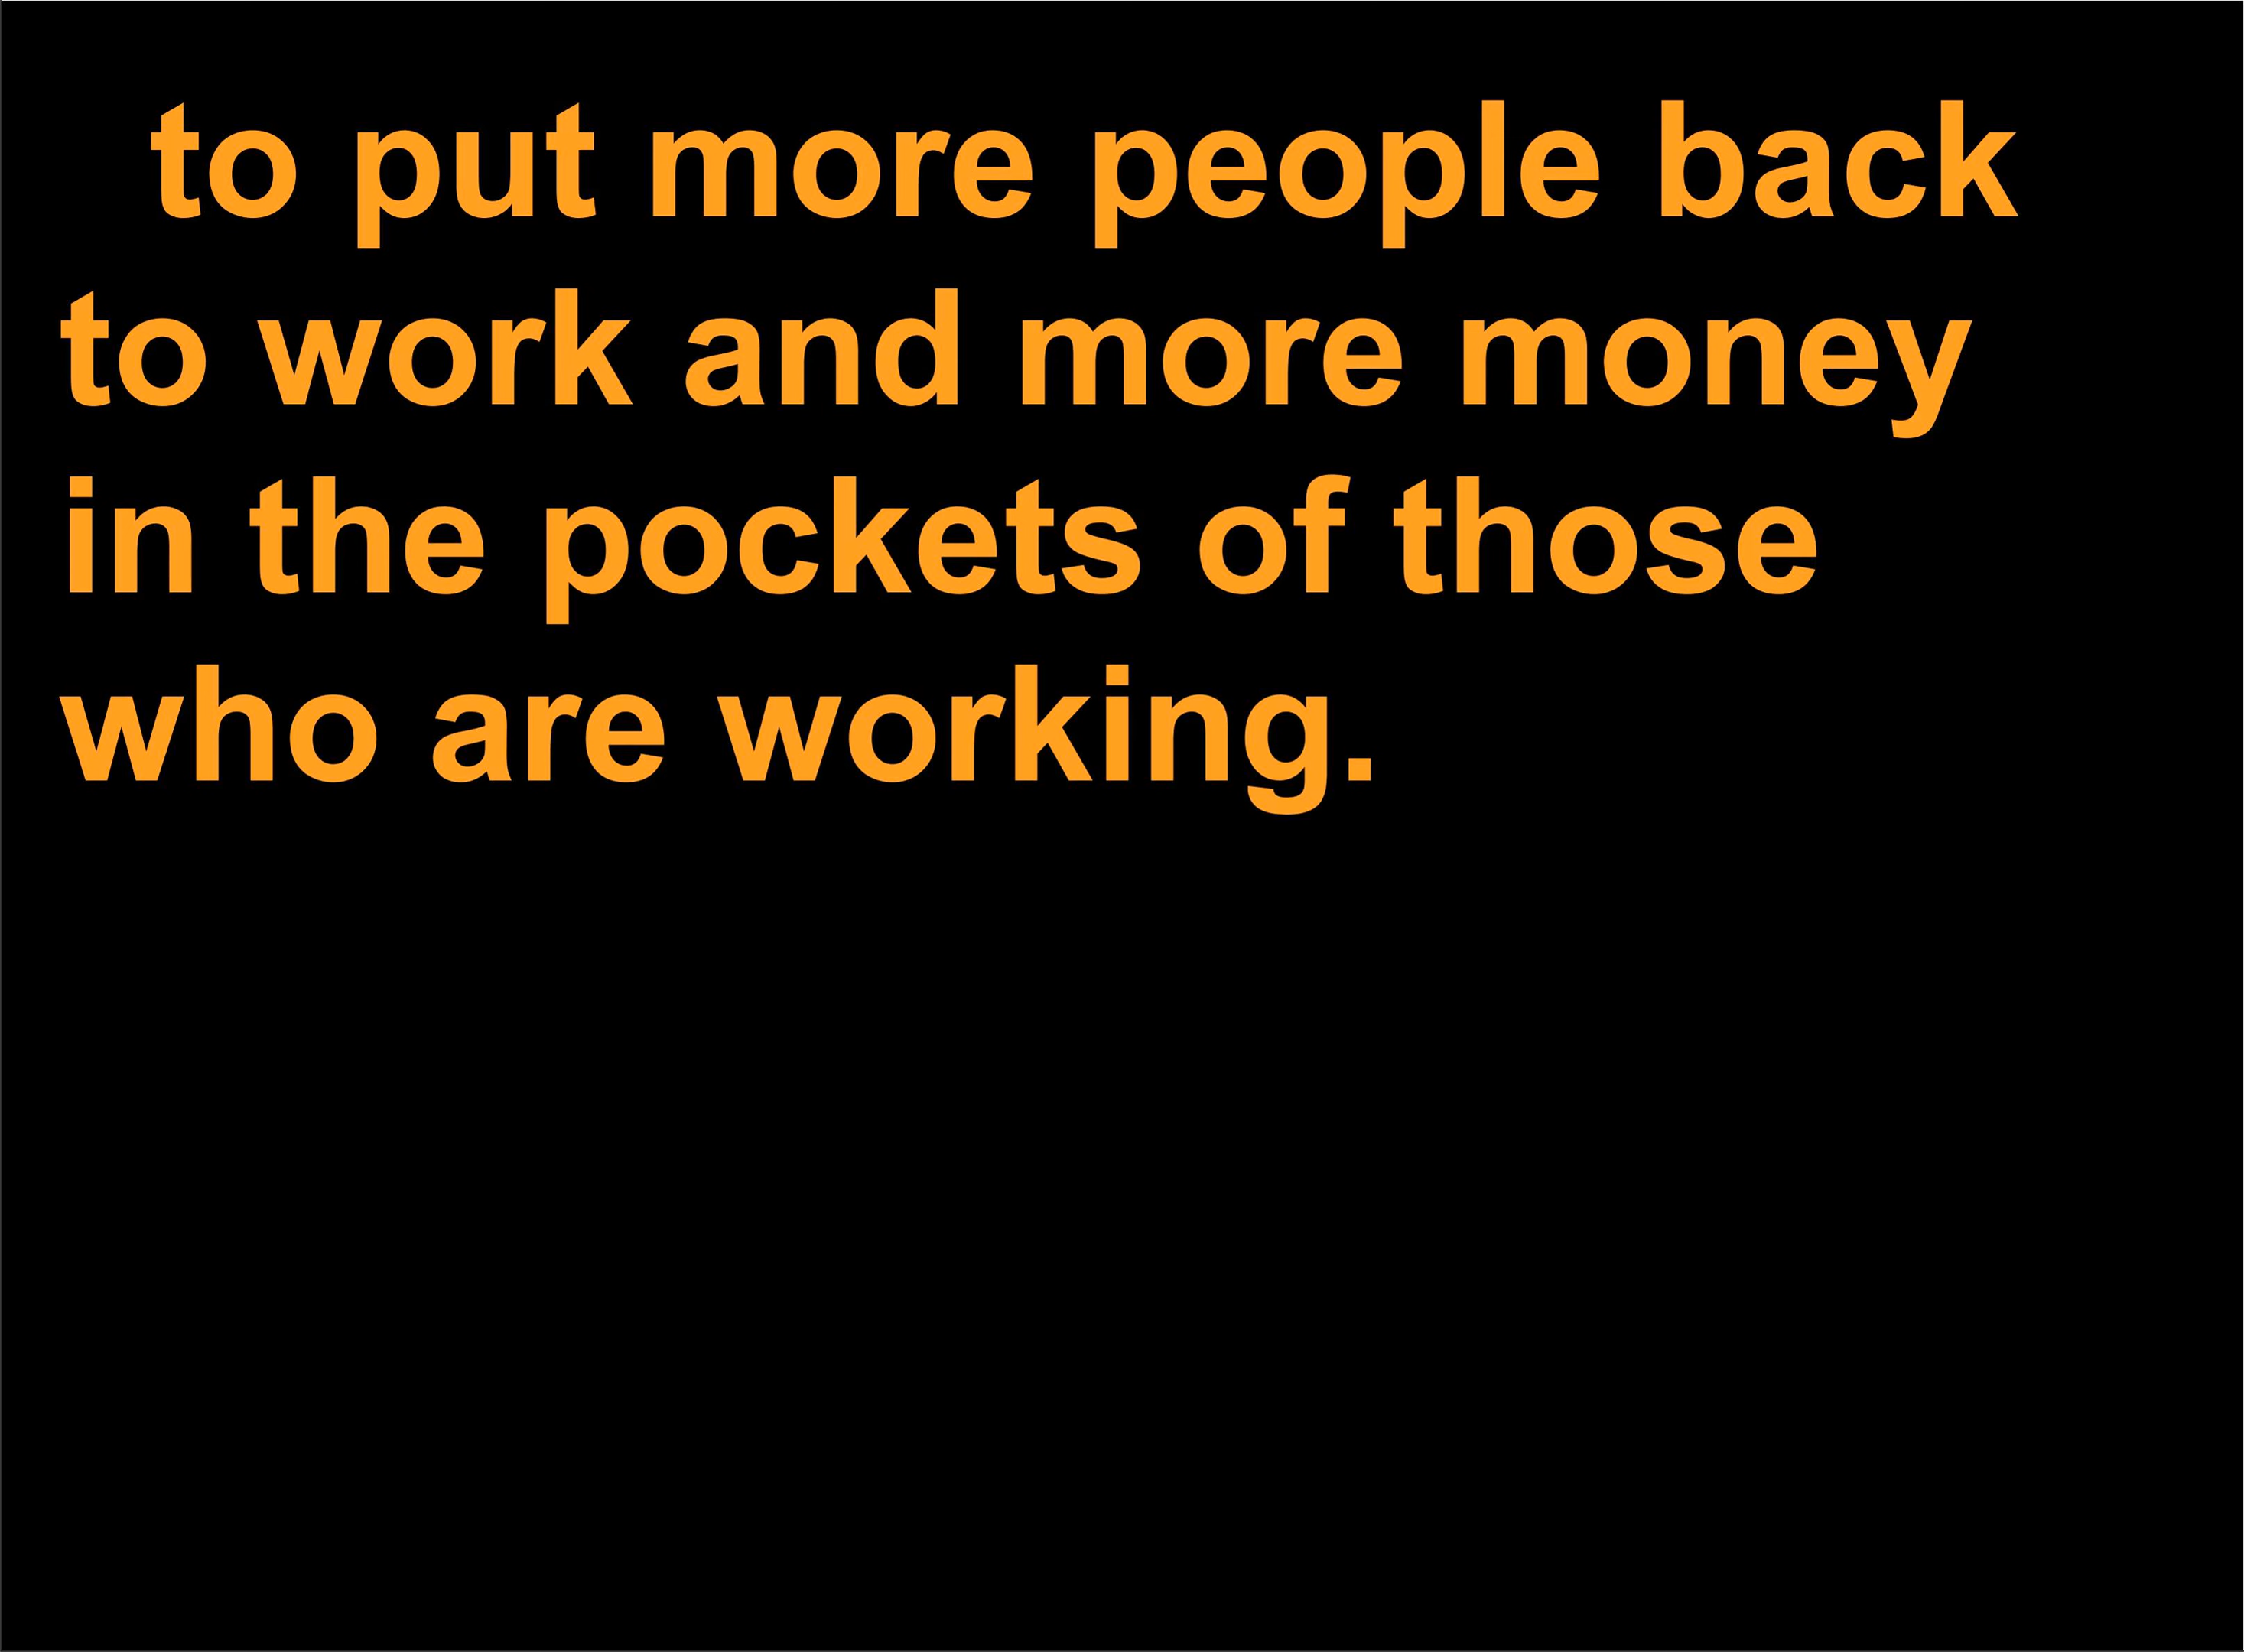 to put more people back
to work and more money
in the pockets of those
who are working.